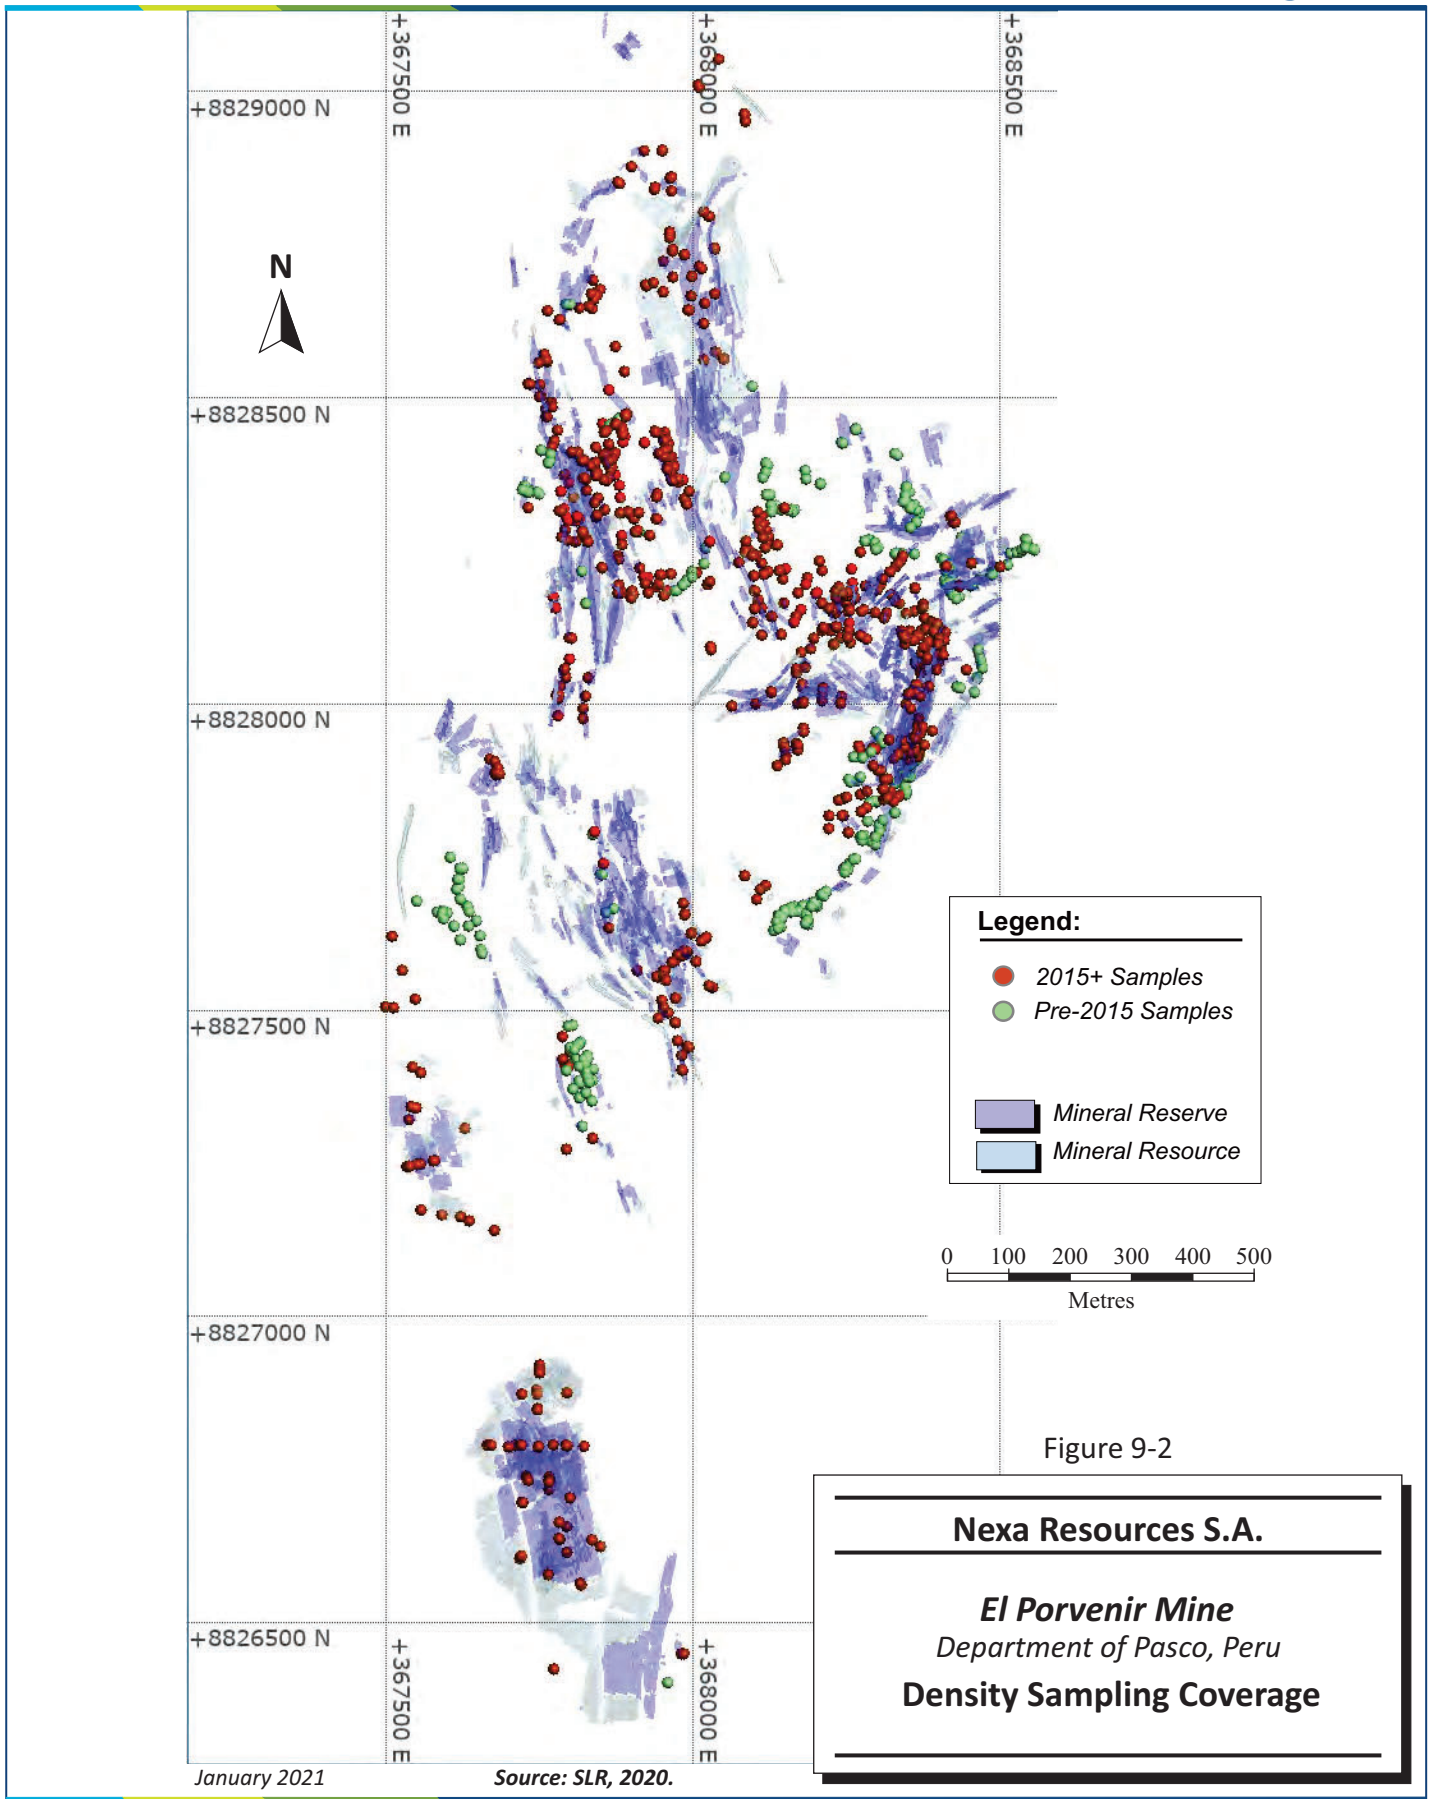 +367500 E
+368000 E
+368500 E
+8829000 N
N
+8828500 N
+8828000 N
Legend:
2015+ Samples
Pre-2015 Samples
+8827500 N
Mineral Reserve
Mineral Resource
0 100 200 300 400 500
Metres
+8827000 N
Figure 9-2
Nexa Resources S.A.
El Porvenir Mine
Department of Pasco, Peru
Density Sampling Coverage
+8826500 N
+367500 E
+368000 E
January 2021
Source: SLR, 2020.